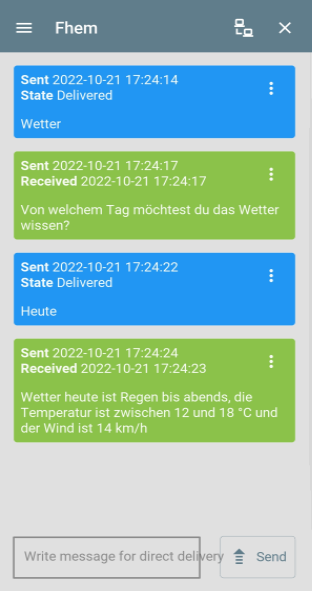 Fhem
Sent 2022-10-21 17:24:14
State Delivered
Wetter
Sent 2022-10-21 17:24:17
Received 2022-10-21 17:24:17
Von welchem Tag möchtest du das Wetter
wissen?
Sent 2022-10-21 17:24:22
State Delivered
Heute
Sent 2022-10-21 17:24:24
Received 2022-10-21 17:24:23
Wetter heute ist Regen bis abends, die
Temperatur ist zwischen 12 und 18 °C und
der Wind ist 14 km/h
Write message for direct delivery
Send